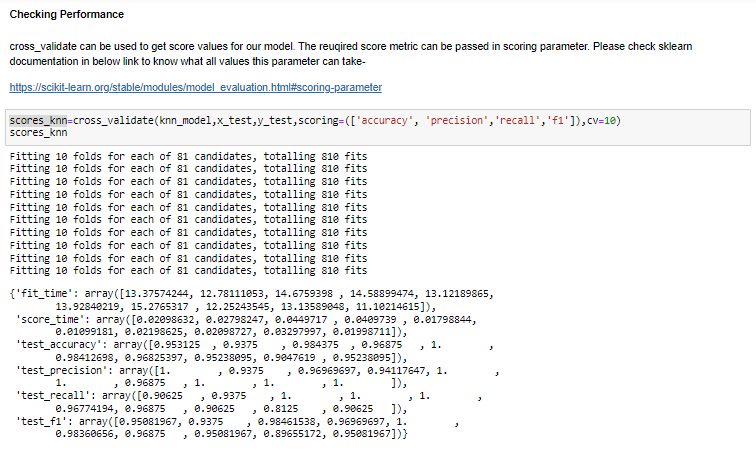 Checking Performance
cross_validate can be used to get score values for our model. The reuqired score metric can be passed in scoring parameter. Please check sklearn
documentation in below link to know what all values this parameter can take-
https://scikit-learn.org/stable/modules/model_evaluation.html#scoring-parameter
scores_knn=cross_validate(knn_model,x_test,y_test,scoring=(['accuracy', 'precision','recall','f1']),cv=10)
scores_knn
Fitting 10 folds for each of 81 candidates, totalling 810 fits
Fitting 10 folds for each of 81 candidates, totalling 810 fits
Fitting 10 folds for each of 81 candidates, totalling 810 fits
Fitting 10 folds for each of 81 candidates, totalling 810 fits
Fitting 10 folds for each of 81 candidates, totalling 810 fits
Fitting 10 folds for each of 81 candidates, totalling 810 fits
Fitting 10 folds for each of 81 candidates, totalling 810 fits
Fitting 10 folds for each of 81 candidates, totalling 810 fits
Fitting 10 folds for each of 81 candidates, totalling 810 fits
Fitting 10 folds for each of 81 candidates, totalling 810 fits
{'fit_time': array([13.37574244, 12.78111053, 14.6759398 , 14.58899474, 13.12189865,
13.92840219, 15.2765317 , 12.25243545, 13.13589048, 11.10214615]),
'score_time': array([0.02098632, 0.02798247, 0.0449717 , 0.0409739 , 0.01798844,
0.01099181, 0.02198625, 0.02098727, 0.03297997, 0.01998711]),
'test_accuracy': array([0.953125 , 0.9375 , 0.984375 , 0.96875 , 1. ,
0.98412698, 0.96825397, 0.95238095, 0.9047619 , 0.95238095]),
'test_precision': array([1. , 0.9375 , 0.96969697, 0.94117647, 1. ,
1. , 0.96875 , 1. , 1. , 1. ]),
'test_recall': array([0.90625 , 0.9375 , 1. , 1. , 1. ,
0.96774194, 0.96875 , 0.90625 , 0.8125 , 0.90625 ]),
'test_f1': array([0.95081967, 0.9375 , 0.98461538, 0.96969697, 1. ,
0.98360656, 0.96875 , 0.95081967, 0.89655172, 0.95081967])}